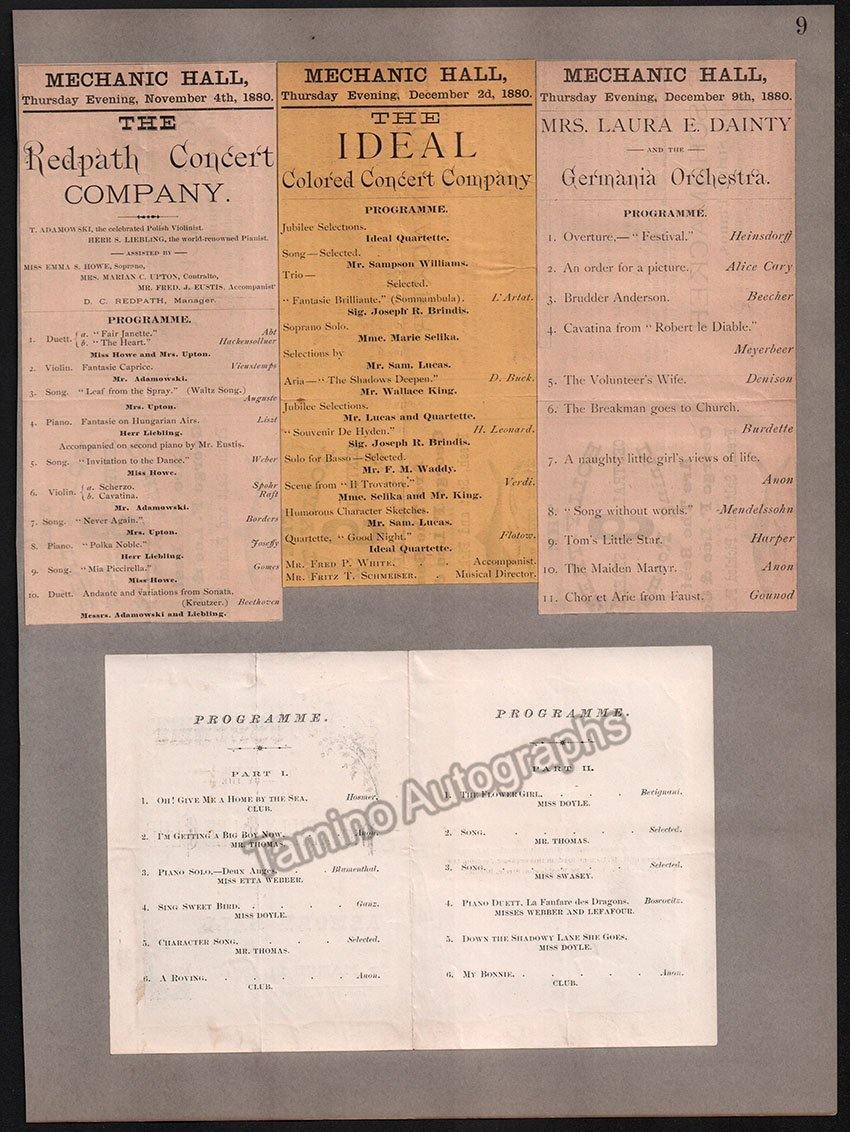 9
MECHANIC HALL,
Thursday Evening, November 4th, 1880.
THE
Redpath Concert
COMPANY.
T. ADAMOWSKI, the celebrated Polish Violinist.
HERR S. LIEBLING, the world-renowned Pianist.
ASSISTED BY
MISS EMMA S. HOWE, Soprano,
MRS. MARIAN C. UPTON, Contralto,
MR. FRED. J. EUSTIS, Accompanist
D. C. REDPATH, Manager.
PROGRAMME.
1. Duett. { a. "Fair Janette." Abt
b. "The Heart." Hackensollner
Miss Howe and Mrs. Upton.
2. Violin. Fantasie Caprice. Vieuxtemps
Mr. Adamowski.
3. Song. "Leaf from the Spray." (Waltz Song.)
Auguste
Mrs. Upton.
4. Piano. Fantasie on Hungarian Airs. Liszt
Herr Liebling.
Accompanied on second piano by Mr. Eustis.
5. Song. "Invitation to the Dance." Weber
Miss Howe.
6. Violin. { a. Scherzo. Spohr
b. Cavatina. Raft
Mr. Adamowski.
7. Song. "Never Again." Borders
Mrs. Upton.
8. Piano. "Polka Noble." Joseffy
Herr Liebling.
9. Song. "Mia Piccirella." Gomes
Miss Howe.
10. Duett. Andante and variations from Sonata.
(Kreutzer.) Beethoven
Messrs. Adamowski and Liebling.
MECHANIC HALL,
Thursday Evening, December 2d, 1880.
THE
IDEAL
Colored Concert Company
PROGRAMME.
Jubilee Selections.
Ideal Quartette.
Song—Selected.
Mr. Sampson Williams.
Trio—
Selected.
"Fantasie Brilliante," (Somnambula). L'Artat.
Sig. Joseph R. Brindis.
Soprano Solo.
Mme. Marie Selika.
Selections by
Mr. Sam. Lucas.
Aria—"The Shadows Deepen." D. Buck.
Mr. Wallace King.
Jubilee Selections.
Mr. Lucas and Quartette.
"Souvenir De Hyden." H. Leonard.
Sig. Joseph R. Brindis.
Solo for Basso—Selected.
Mr. F. M. Waddy.
Scene from "Il Trovatore." Verdi.
Mme. Selika and Mr. King.
Humorous Character Sketches.
Mr. Sam. Lucas.
Quartette, "Good Night." Flotow.
Ideal Quartette.
MR. FRED P. WHITE, . Accompanist.
MR. FRITZ T. SCHMEISER, . Musical Director.
MECHANIC HALL,
Thursday Evening, December 9th, 1880.
MRS. LAURA E. DAINTY
AND THE
Germania Orchestra.
PROGRAMME.
1. Overture,—"Festival." Heinsdorff
2. An order for a picture. Alice Cary
3. Brudder Anderson. Beecher
4. Cavatina from "Robert le Diable."
Meyerbeer
5. The Volunteer's Wife. Denison
6. The Breakman goes to Church.
Burdette
7. A naughty little girl's views of life.
Anon
8. "Song without words." Mendelssohn
9. Tom's Little Star. Harper
10. The Maiden Martyr. Anon
11. Chor et Arie from Faust. Gounod
PROGRAMME.
PART I.
1. OH! GIVE ME A HOME BY THE SEA, Hosmer.
CLUB.
2. I'M GETTING A BIG BOY NOW, Anon.
MR. THOMAS.
3. PIANO SOLO,—Deux Anges, . Blumenthal.
MISS ETTA WEBBER.
4. SING SWEET BIRD, . . . . Ganz.
MISS DOYLE.
5. CHARACTER SONG, . . . . Selected.
MR. THOMAS.
6. A ROVING, . . . . . Anon.
CLUB.
PROGRAMME.
PART II.
1. THE FLOWER GIRL, . . . Bevignani.
MISS DOYLE.
2. SONG, . . . . . Selected.
MR. THOMAS.
3. SONG, . . . . . Selected.
MISS SWASEY.
4. PIANO DUETT, La Fanfare des Dragons, Boscovitz.
MISSES WEBBER AND LEFAFOUR.
5. DOWN THE SHADOWY LANE SHE GOES,
MISS DOYLE.
6. MY BONNIE, . . . . . Anon.
CLUB.
Tamino Autographs